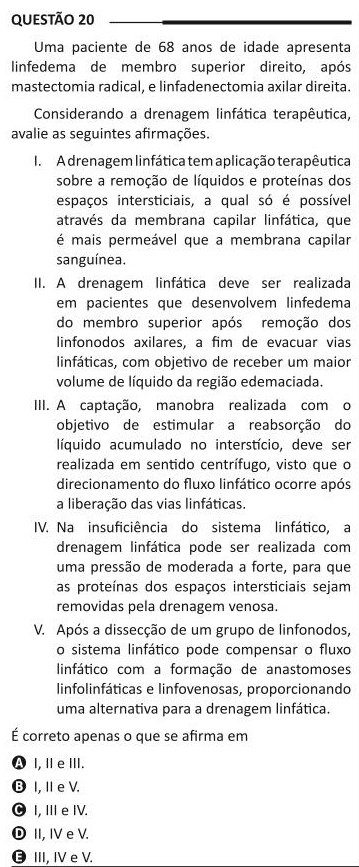 QUESTÃO 20
Uma paciente de 68 anos de idade apresenta
linfedema de membro superior direito, após
mastectomia radical, e linfadenectomia axilar direita.
Considerando a drenagem linfática terapêutica,
avalie as seguintes afirmações.
I. A drenagem linfática tem aplicação terapêutica
sobre a remoção de líquidos e proteínas dos
espaços intersticiais, a qual só é possível
através da membrana capilar linfática, que
é mais permeável que a membrana capilar
sanguínea.
II. A drenagem linfática deve ser realizada
em pacientes que desenvolvem linfedema
do membro superior após remoção dos
linfonodos axilares, a fim de evacuar vias
linfáticas, com objetivo de receber um maior
volume de líquido da região edemaciada.
III. A captação, manobra realizada com o
objetivo de estimular a reabsorção do
líquido acumulado no interstício, deve ser
realizada em sentido centrífugo, visto que o
direcionamento do fluxo linfático ocorre após
a liberação das vias linfáticas.
IV. Na insuficiência do sistema linfático, a
drenagem linfática pode ser realizada com
uma pressão de moderada a forte, para que
as proteínas dos espaços intersticiais sejam
removidas pela drenagem venosa.
V. Após a dissecção de um grupo de linfonodos,
o sistema linfático pode compensar o fluxo
linfático com a formação de anastomoses
linfolinfáticas e linfovenosas, proporcionando
uma alternativa para a drenagem linfática.
É correto apenas o que se afirma em
A I, II e III.
B I, II e V.
C I, III e IV.
D II, IV e V.
E III, IV e V.